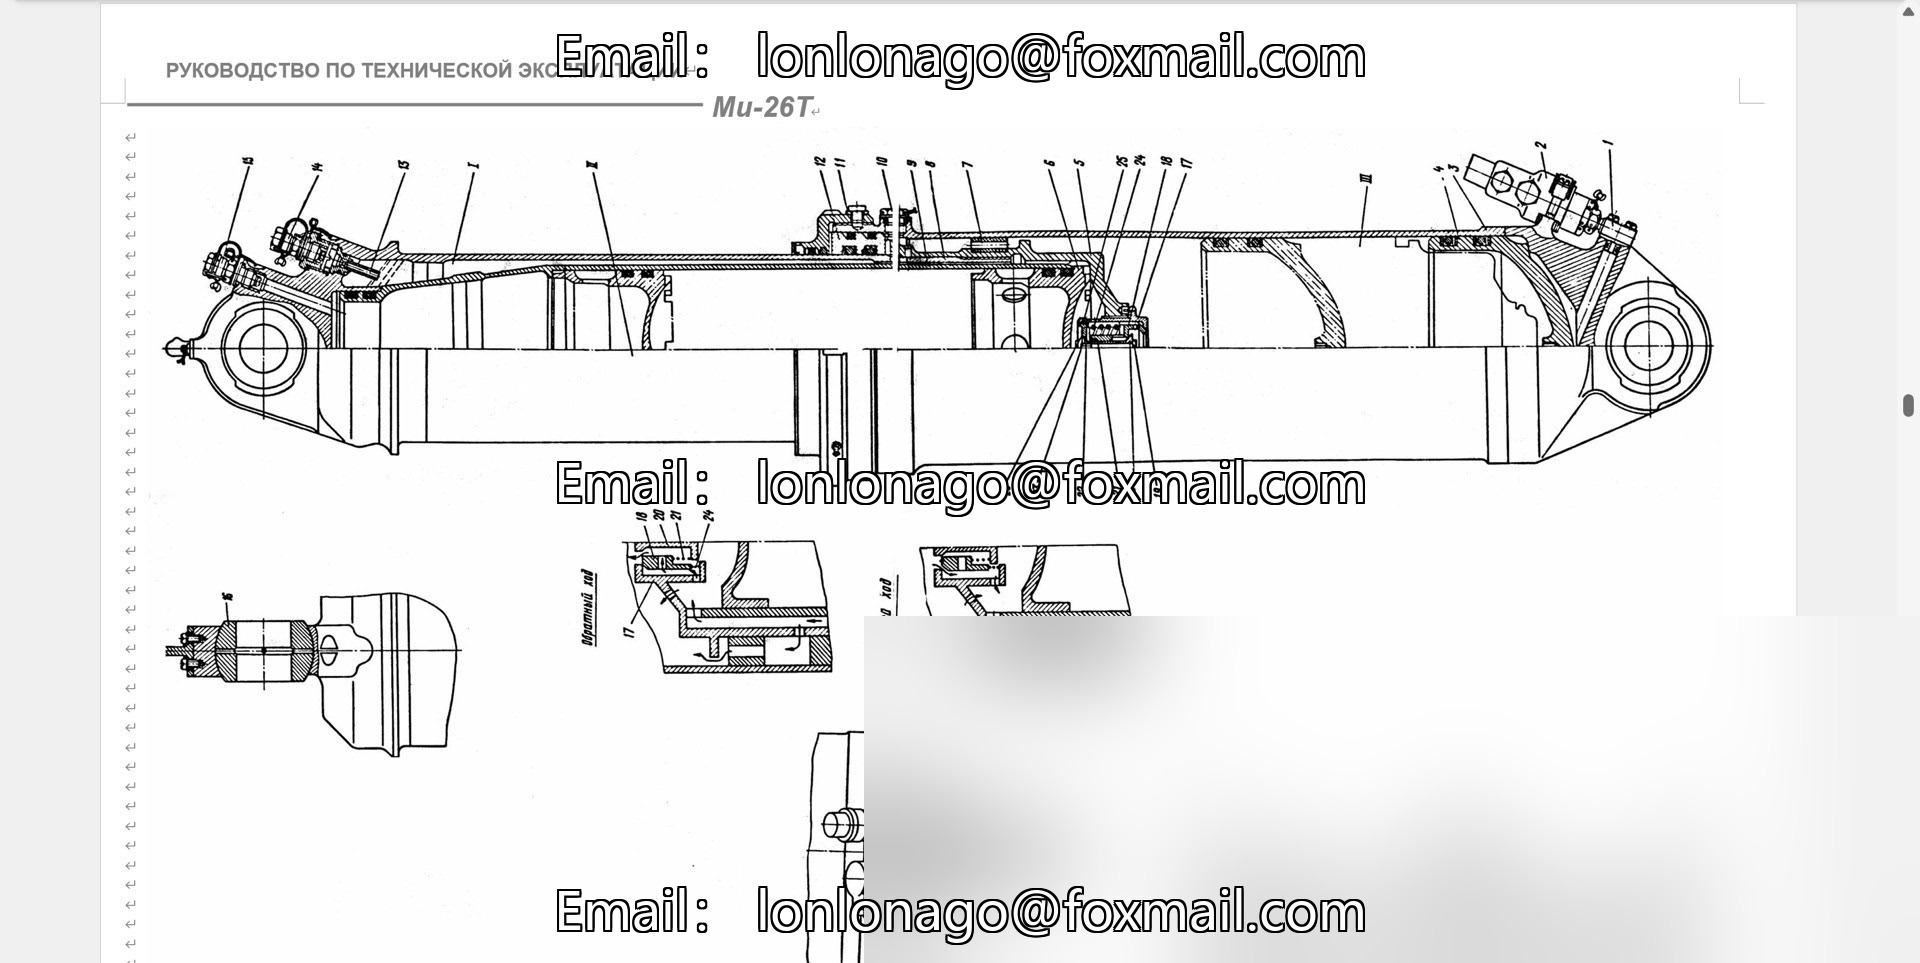 Email： lonlonago@foxmail.com
РУКОВОДСТВО ПО ТЕХНИЧЕСКОЙ
Ми-26Т
15 14 13 I II 12 11 10 9 8 7 6 5 25 24 18 17 III 4 3 2 1
Email： lonlonago@foxmail.com
18 20 21 24
Обратный ход
17
ход
16
Email： lonlonago@foxmail.com